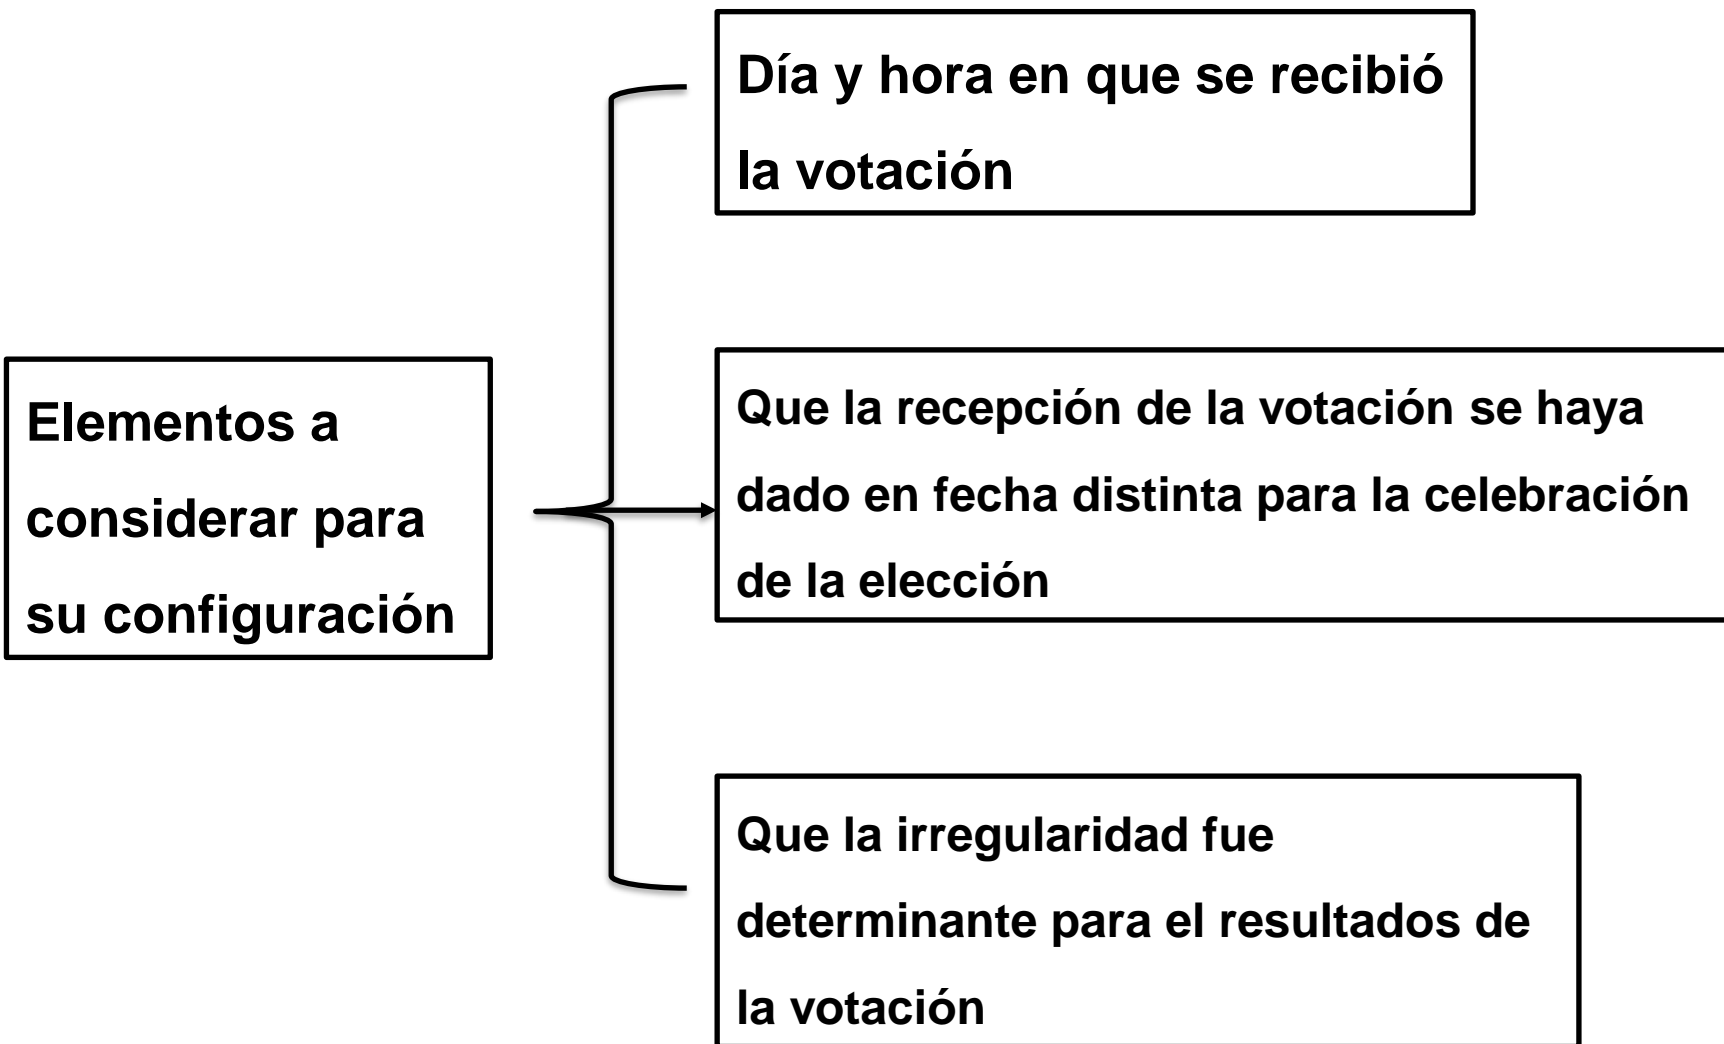 Día y hora en que se recibió
la votación
Elementos a
considerar para
su configuración
Que la recepción de la votación se haya
dado en fecha distinta para la celebración
de la elección
Que la irregularidad fue
determinante para el resultados de
la votación